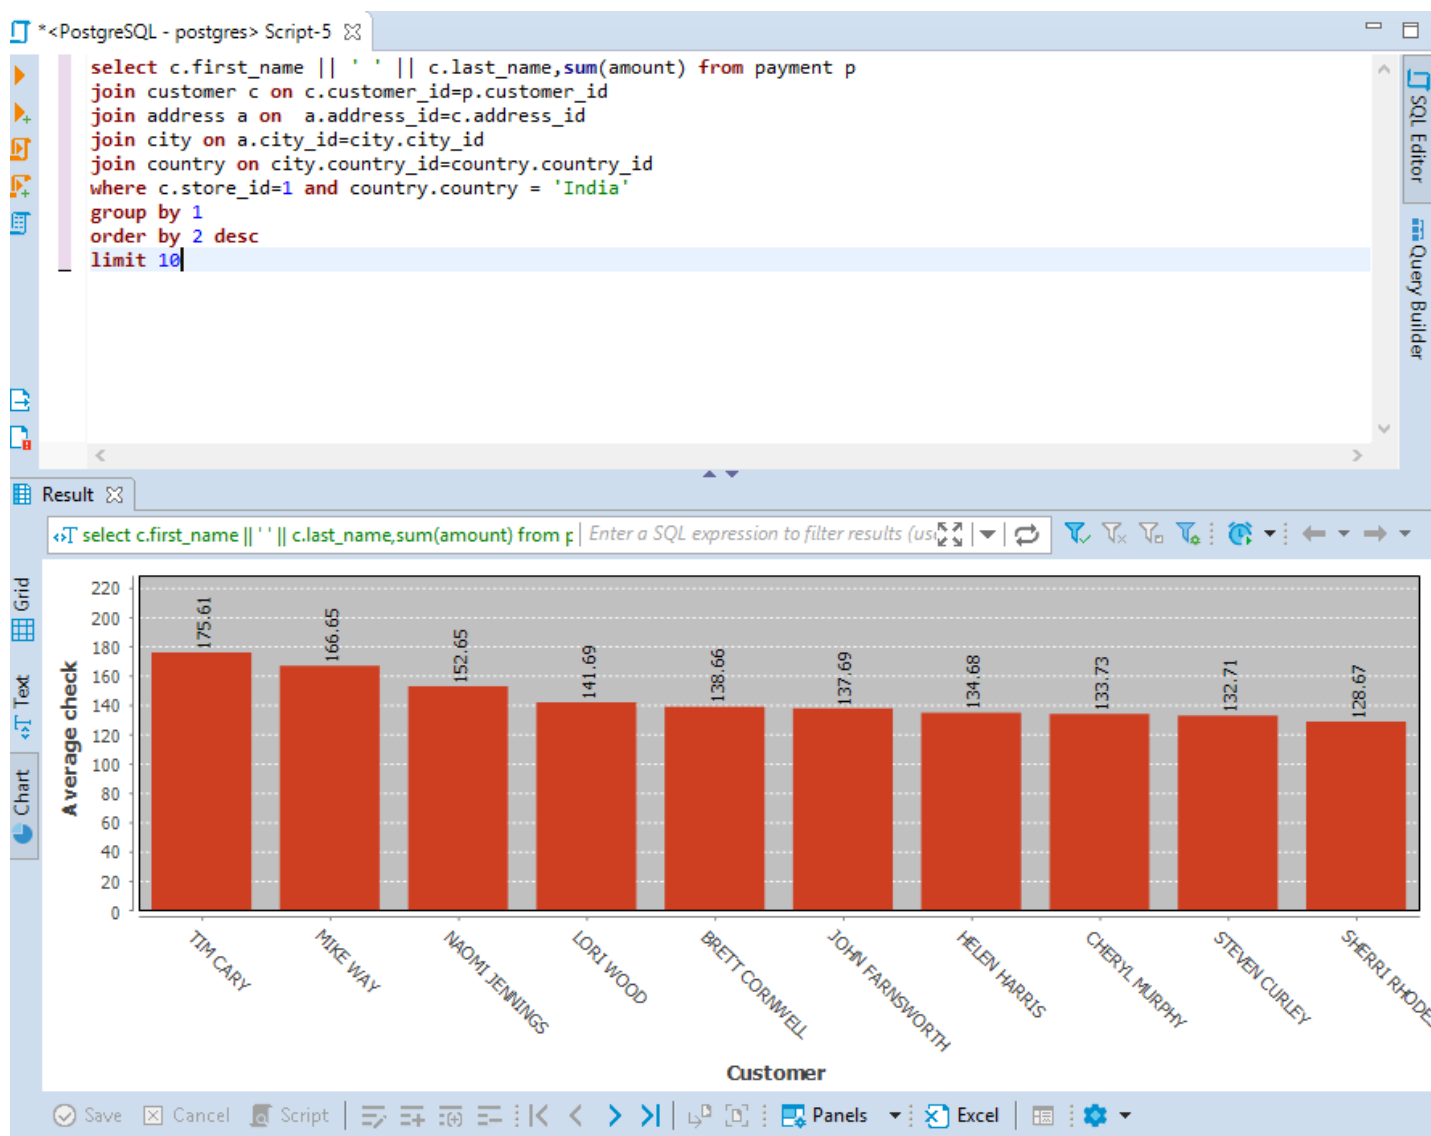 *<PostgreSQL - postgres> Script-5
select c.first_name || ' ' || c.last_name,sum(amount) from payment p
join customer c on c.customer_id=p.customer_id
join address a on  a.address_id=c.address_id
join city on a.city_id=city.city_id
join country on city.country_id=country.country_id
where c.store_id=1 and country.country = 'India'
group by 1
order by 2 desc
limit 10
SQL Editor
Query Builder
Result
select c.first_name || ' ' || c.last_name,sum(amount) from p
Enter a SQL expression to filter results (us
Grid
Text
Chart
Average check
220
200
180
160
140
120
100
80
60
40
20
0
175.61
166.65
152.65
141.69
138.66
137.69
134.68
133.73
132.71
128.67
TIM CARY
MIKE WAY
NAOMI JENNINGS
LORI WOOD
BRETT CORNWELL
JOHN FARNSWORTH
HELEN HARRIS
CHERYL MURPHY
STEVEN CURLEY
SHERRI RHODE
Customer
Save Cancel Script Panels Excel